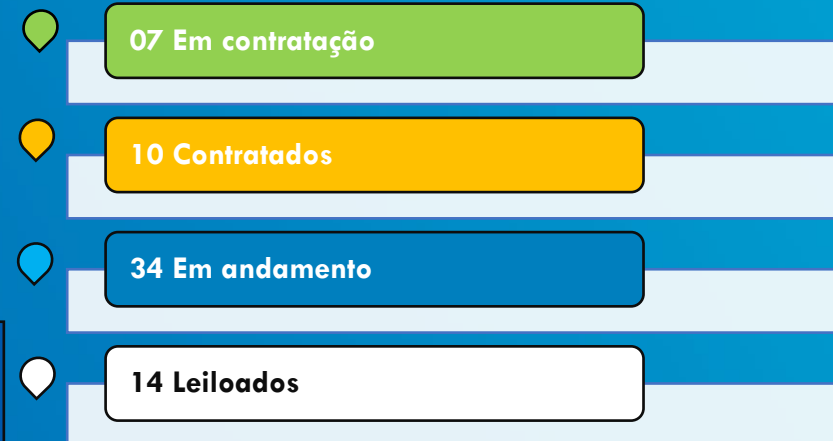 07 Em contratação
10 Contratados
34 Em andamento
14 Leiloados